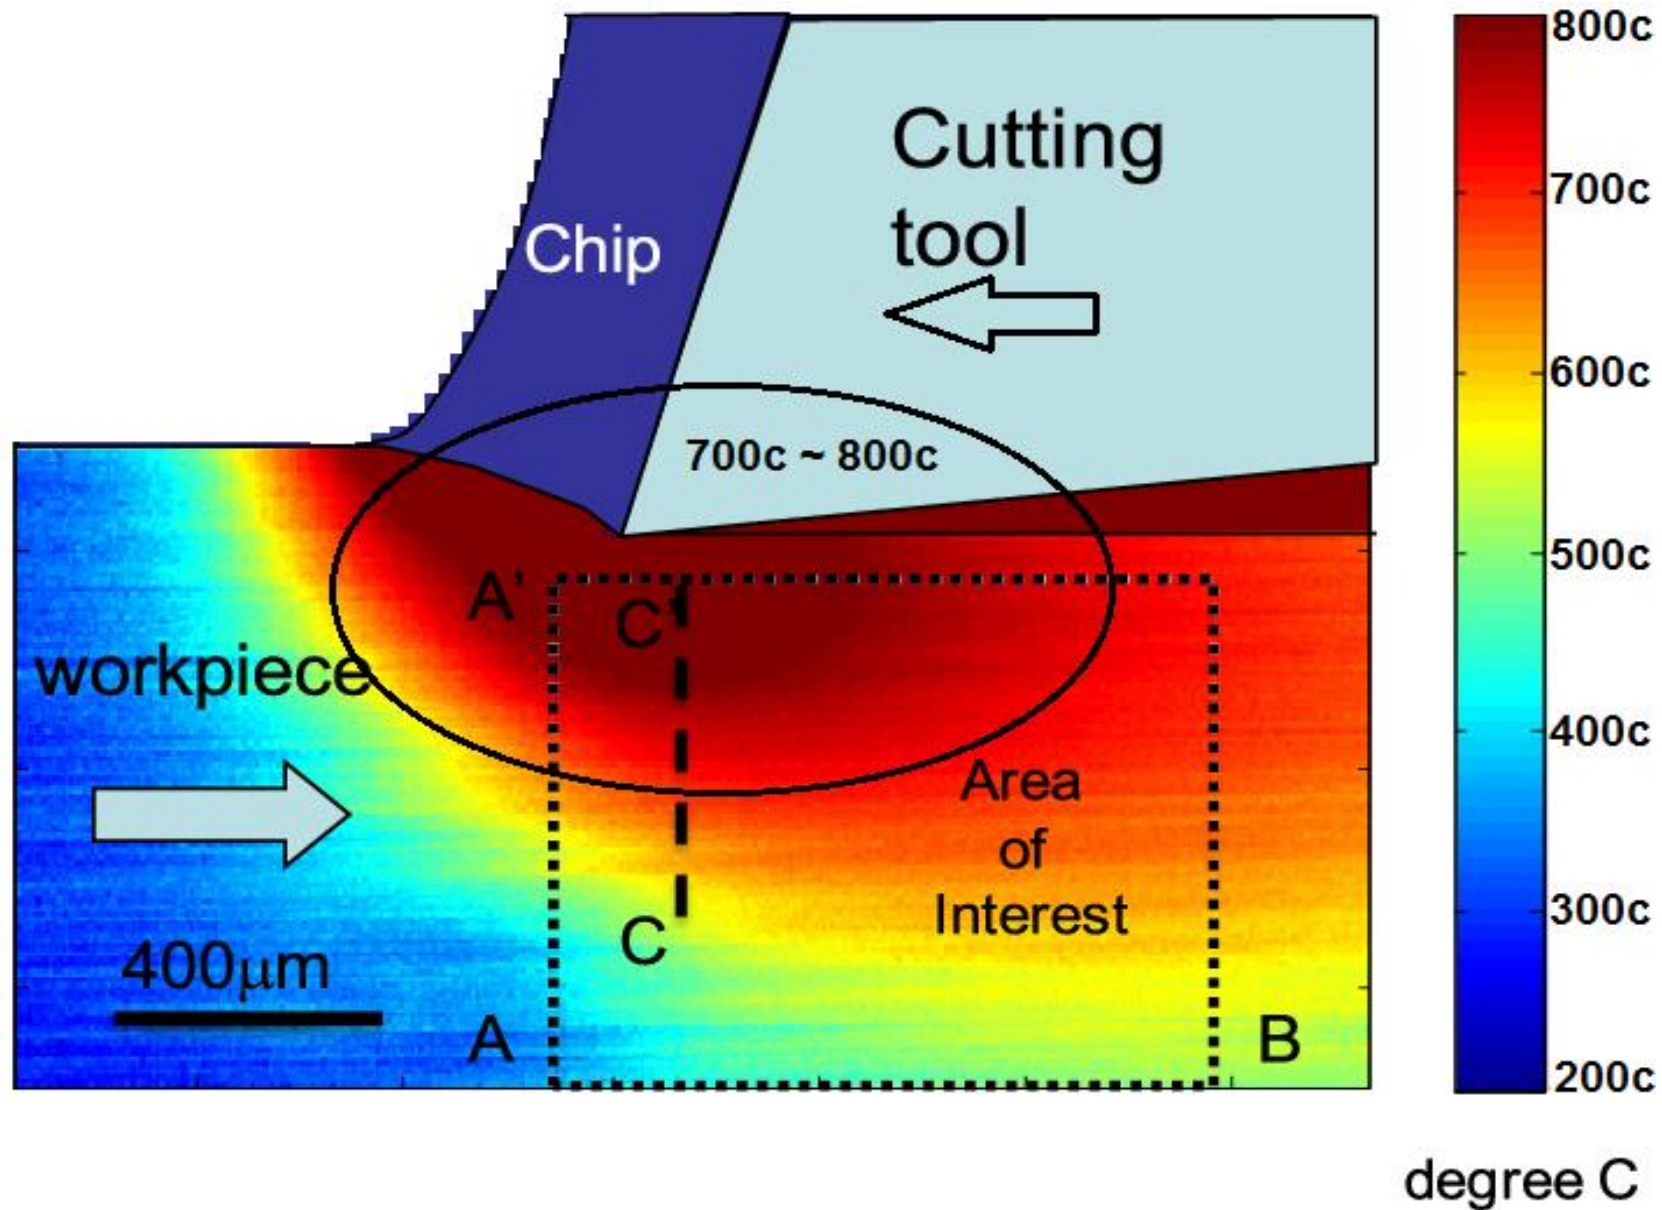 800c
Cutting
tool
700c
Chip
600c
700c ~ 800c
500c
A'
C'
workpiece
400c
Area
of
Interest
300c
C
400μm
A
B
200c
degree C